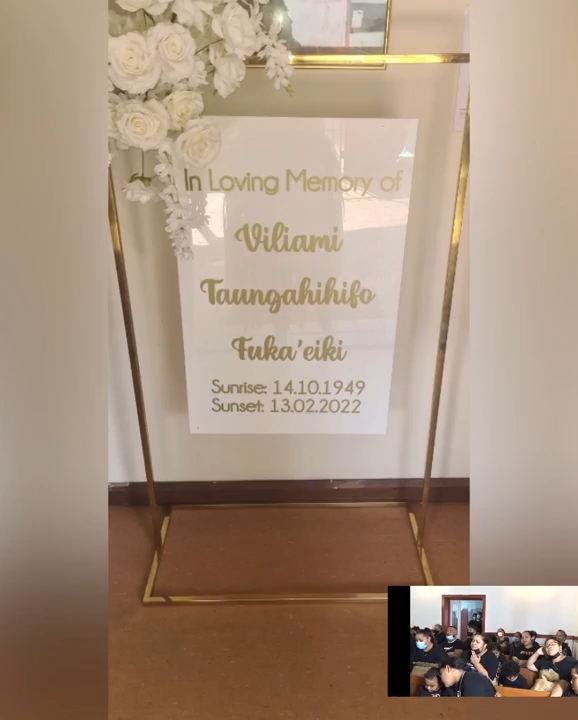 In Loving Memory of
Viliami
Taungahihifo
Fuka'eiki
Sunrise: 14.10.1949
Sunset: 13.02.2022